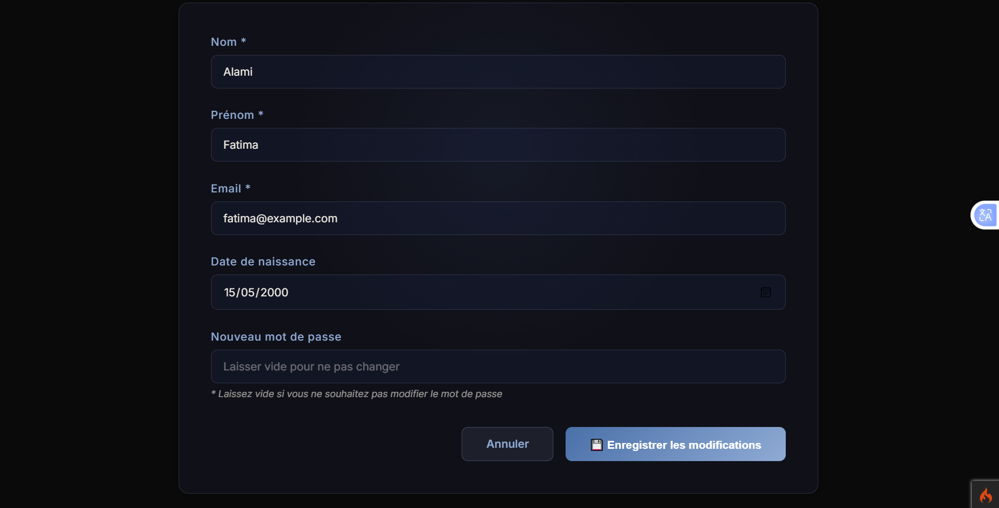 Nom *
Alami
Prénom *
Fatima
Email *
fatima@example.com
Date de naissance
15/05/2000
Nouveau mot de passe
Laisser vide pour ne pas changer
* Laissez vide si vous ne souhaitez pas modifier le mot de passe
Annuler
💾 Enregistrer les modifications